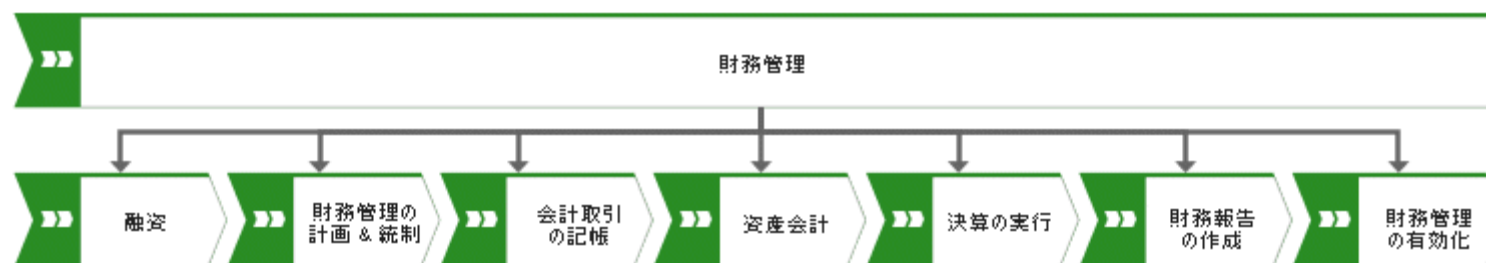 財務管理
融資
財務管理の
計画 & 統制
会計取引
の記帳
資産会計
決算の実行
財務報告
の作成
財務管理
の有効化